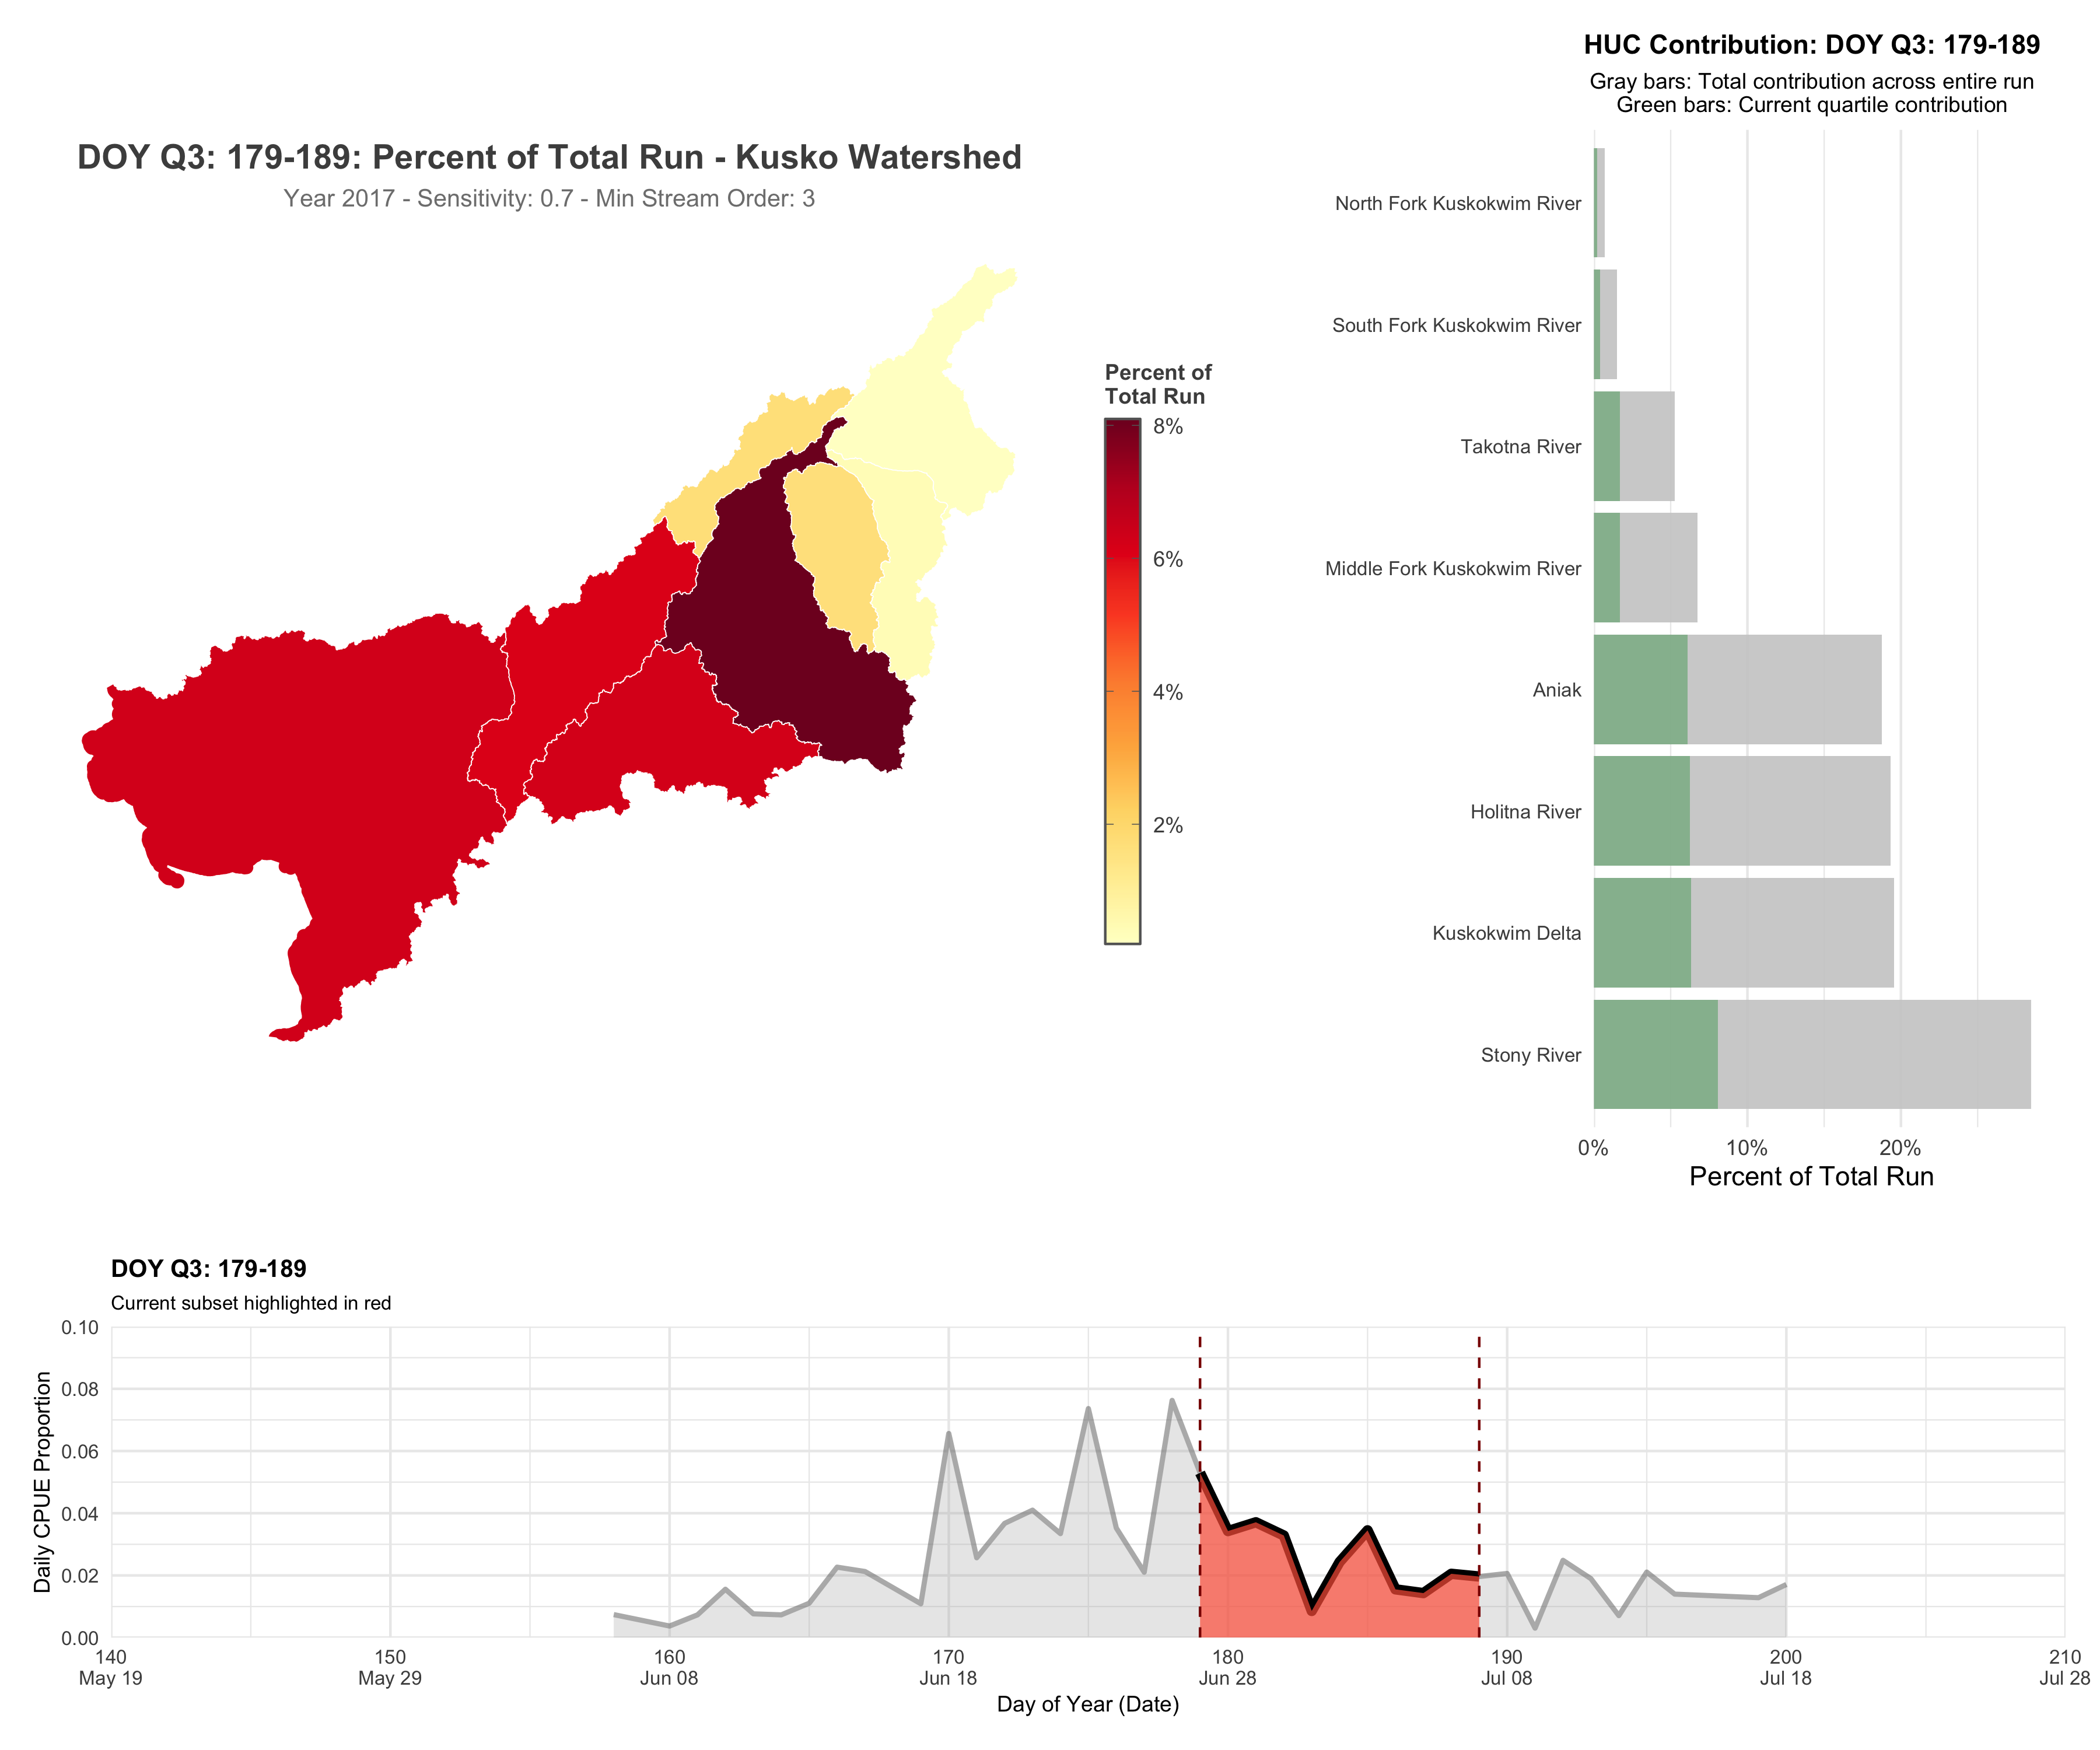 DOY Q3: 179-189: Percent of Total Run - Kusko Watershed
Year 2017 - Sensitivity: 0.7 - Min Stream Order: 3
Percent of
Total Run
8%
6%
4%
2%
HUC Contribution: DOY Q3: 179-189
Gray bars: Total contribution across entire run
Green bars: Current quartile contribution
North Fork Kuskokwim River
South Fork Kuskokwim River
Takotna River
Middle Fork Kuskokwim River
Aniak
Holitna River
Kuskokwim Delta
Stony River
0% 10% 20%
Percent of Total Run
DOY Q3: 179-189
Current subset highlighted in red
Daily CPUE Proportion
0.10
0.08
0.06
0.04
0.02
0.00
140 150 160 170 180 190 200 210
May 19 May 29 Jun 08 Jun 18 Jun 28 Jul 08 Jul 18 Jul 28
Day of Year (Date)